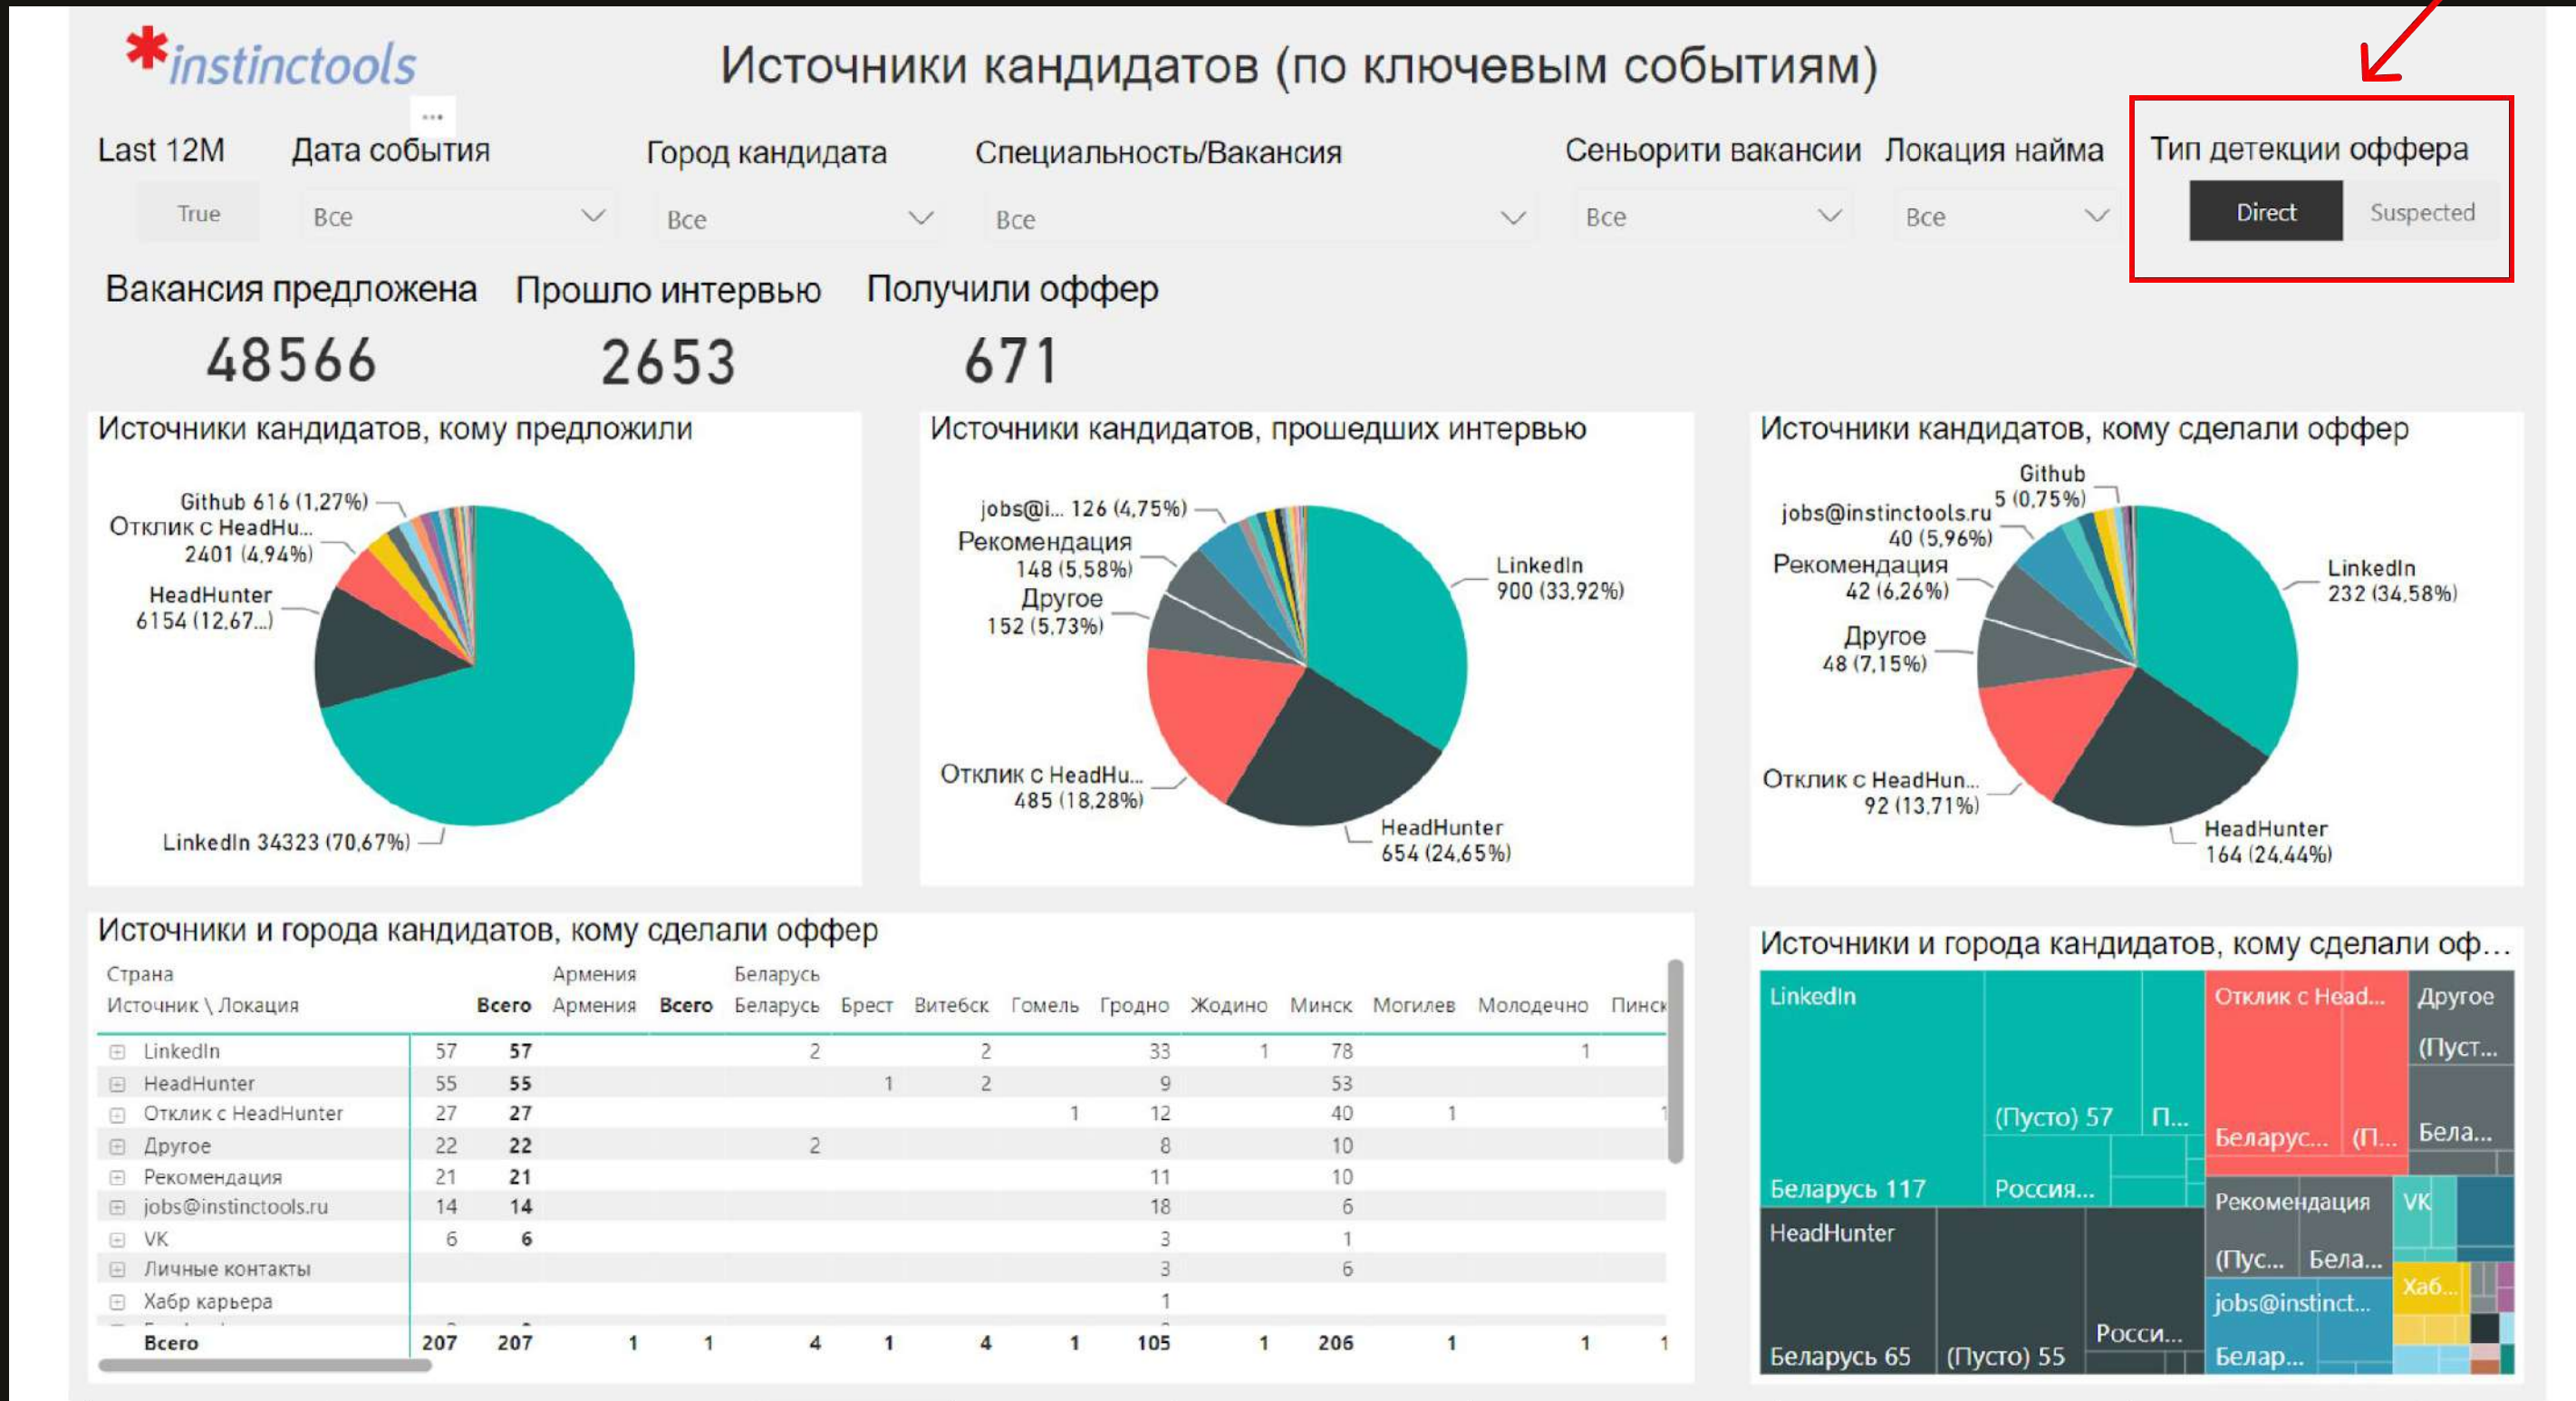 *instinctools
Источники кандидатов (по ключевым событиям)
...
Last 12M
Дата события
Город кандидата
Специальность/Вакансия
Сеньорити вакансии
Локация найма
Тип детекции оффера
True
Все
Все
Все
Все
Все
Direct
Suspected
Вакансия предложена
Прошло интервью
Получили оффер
48566
2653
671
Источники кандидатов, кому предложили
Github 616 (1,27%)
Отклик с HeadHu...
2401 (4,94%)
HeadHunter
6154 (12,67...)
LinkedIn 34323 (70,67%)
Источники кандидатов, прошедших интервью
jobs@i... 126 (4,75%)
Рекомендация
148 (5,58%)
Другое
152 (5,73%)
Отклик с HeadHu...
485 (18,28%)
LinkedIn
900 (33,92%)
HeadHunter
654 (24,65%)
Источники кандидатов, кому сделали оффер
Github
5 (0,75%)
jobs@instinctools.ru
40 (5,96%)
Рекомендация
42 (6,26%)
Другое
48 (7,15%)
Отклик с HeadHun...
92 (13,71%)
LinkedIn
232 (34,58%)
HeadHunter
164 (24,44%)
Источники и города кандидатов, кому сделали оффер
Страна Армения Беларусь
Источник \ Локация Всего Армения Всего Беларусь Брест Витебск Гомель Гродно Жодино Минск Могилев Молодечно Пинск
LinkedIn 57 57 2 2 33 1 78 1
HeadHunter 55 55 1 2 9 53
Отклик с HeadHunter 27 27 1 12 40 1 1
Другое 22 22 2 8 10
Рекомендация 21 21 11 10
jobs@instinctools.ru 14 14 18 6
VK 6 6 3 1
Личные контакты 3 6
Хабр карьера 1
Всего 207 207 1 1 4 1 4 1 105 1 206 1 1 1
Источники и города кандидатов, кому сделали оф...
LinkedIn
(Пусто) 57
П...
Беларусь 117
Россия...
HeadHunter
Беларусь 65
(Пусто) 55
Росси...
Отклик с Head...
Беларус...
(П...
Другое
(Пуст...
Бела...
Рекомендация
(Пус...
Бела...
VK
jobs@instinct...
Белар...
Хаб...